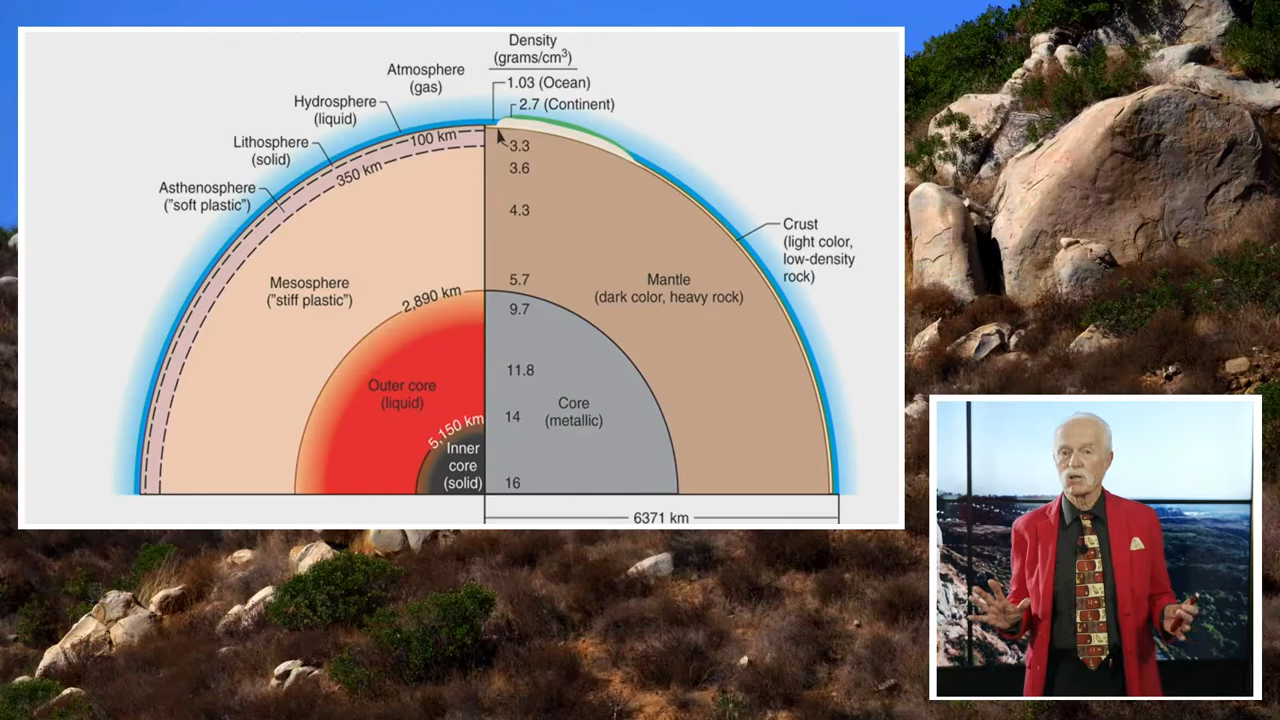 Density
(grams/cm³)
Atmosphere
(gas)
1.03 (Ocean)
Hydrosphere
(liquid)
2.7 (Continent)
Lithosphere
(solid)
100 km
3.3
350 km
3.6
Asthenosphere
("soft plastic")
4.3
Crust
(light color,
low-density
rock)
Mesosphere
("stiff plastic")
5.7
Mantle
(dark color, heavy rock)
2,890 km
9.7
11.8
Outer core
(liquid)
Core
(metallic)
14
5,150 km
Inner
core
(solid)
16
6371 km